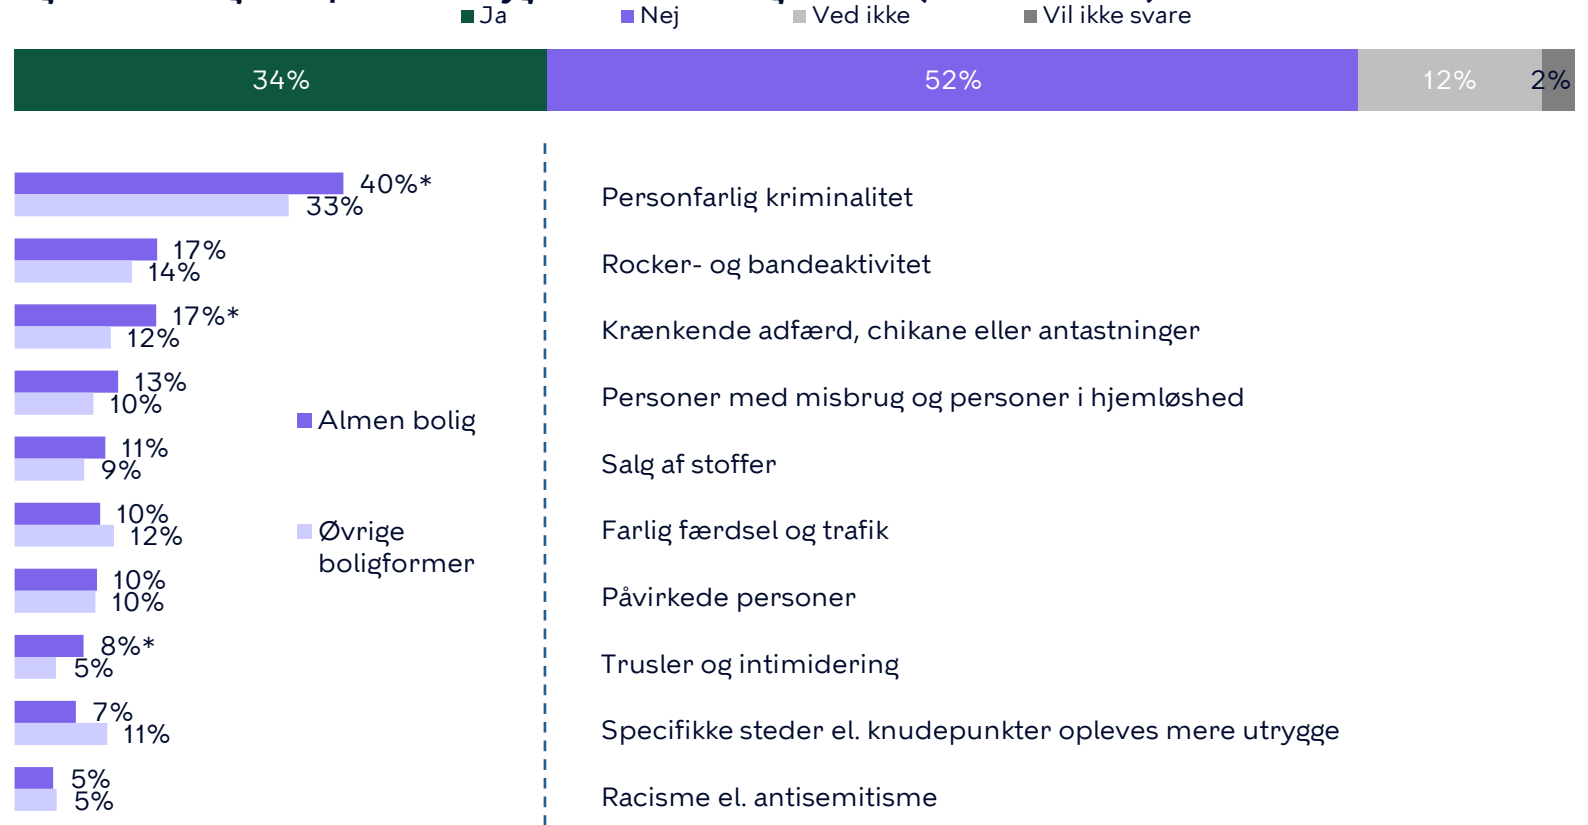 Ja Nej Ved ikke Vil ikke svare
34% 52% 12% 2%
40%*
33%
Personfarlig kriminalitet
17%
14%
Rocker- og bandeaktivitet
17%*
12%
Krænkende adfærd, chikane eller antastninger
13%
10%
Personer med misbrug og personer i hjemløshed
Almen bolig
11%
9%
Salg af stoffer
10%
12%
Farlig færdsel og trafik
Øvrige
boligformer
10%
10%
Påvirkede personer
8%*
5%
Trusler og intimidering
7%
11%
Specifikke steder el. knudepunkter opleves mere utrygge
5%
5%
Racisme el. antisemitisme